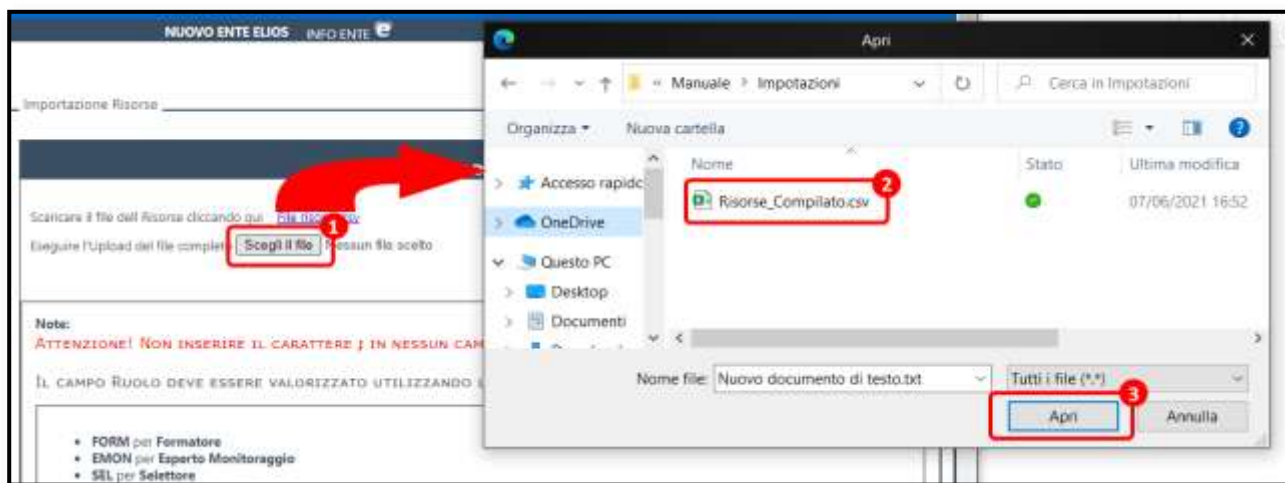 NUOVO ENTE ELIOS INFO ENTE
Importazione Risorse
Scaricare il file dell Risorse cliccando qui
1
Eseguire l'Upload del file completo Scegli il file Nessun file scelto
Note:
ATTENZIONE! NON INSERIRE IL CARATTERE ; IN NESSUN CAM
IL CAMPO RUOLO DEVE ESSERE VALORIZZATO UTILIZZANDO
FORM per Formatore
EMON per Esperto Monitoraggio
SEL per Selettore
Apri
« Manuale > Impotazioni
Cerca in Impotazioni
Organizza Nuova cartella
Nome Stato Ultima modifica
2
Risorse_Compilato.csv 07/06/2021 16:52
Accesso rapido
OneDrive
Questo PC
Desktop
Documenti
Nome file: Nuovo documento di testo.txt Tutti i file (*.*)
3
Apri Annulla